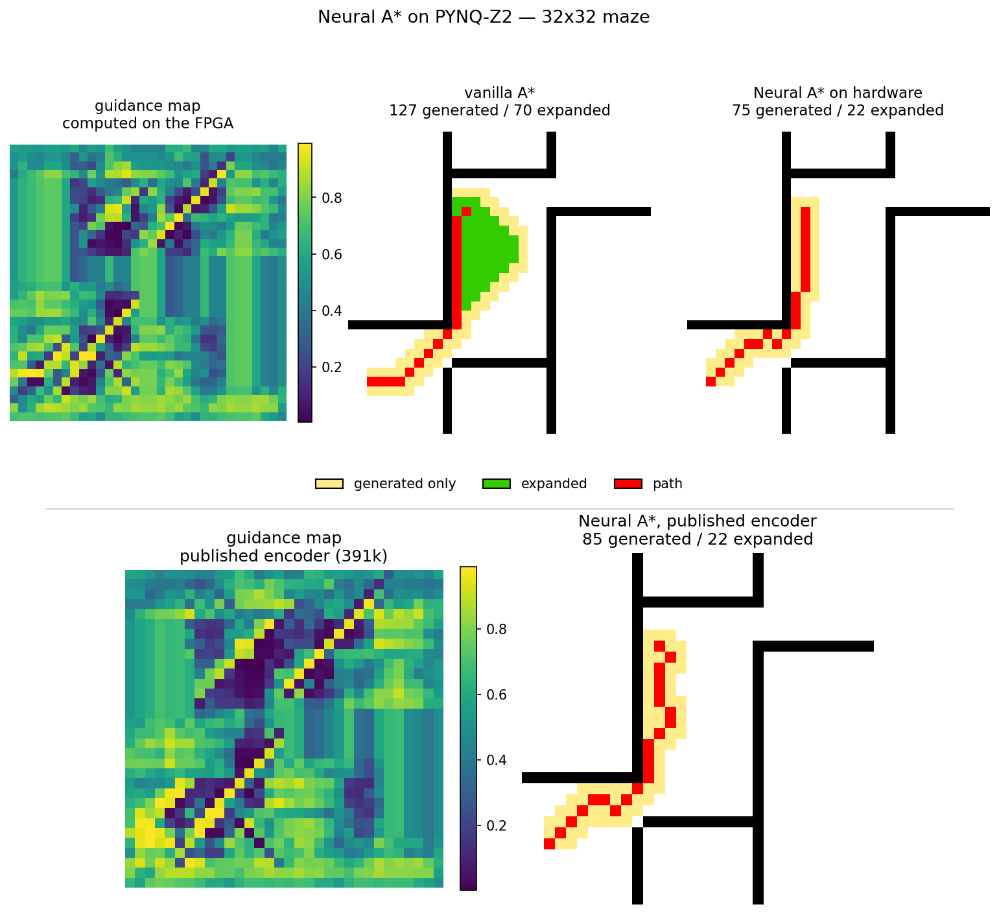 Neural A* on PYNQ-Z2 — 32x32 maze
guidance map
computed on the FPGA
0.8
0.6
0.4
0.2
vanilla A*
127 generated / 70 expanded
Neural A* on hardware
75 generated / 22 expanded
generated only
expanded
path
guidance map
published encoder (391k)
0.8
0.6
0.4
0.2
Neural A*, published encoder
85 generated / 22 expanded